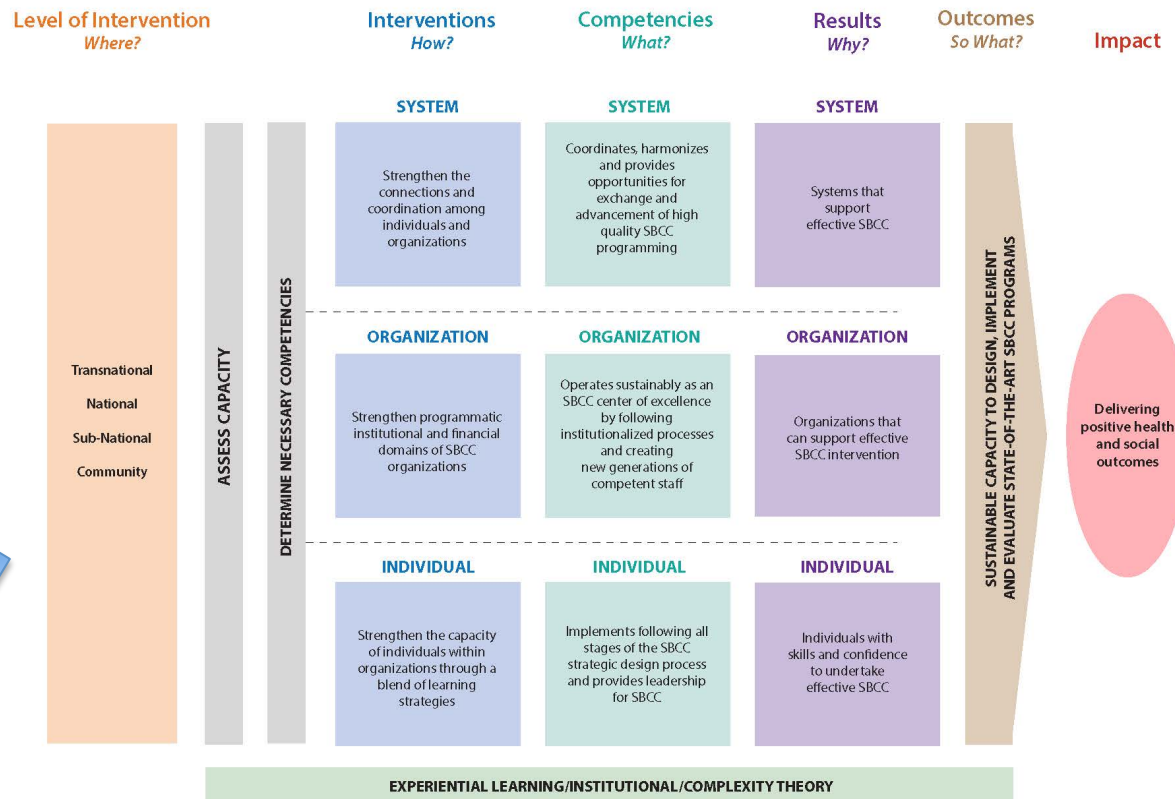 Level of Intervention
Where?
Interventions
How?
Competencies
What?
Results
Why?
Outcomes
So What?
Impact
Transnational
National
Sub-National
Community
ASSESS CAPACITY
DETERMINE NECESSARY COMPETENCIES
SYSTEM
Strengthen the
connections and
coordination among
individuals and
organizations
SYSTEM
Coordinates, harmonizes
and provides
opportunities for
exchange and
advancement of high
quality SBCC
programming
SYSTEM
Systems that
support
effective SBCC
ORGANIZATION
Strengthen programmatic
institutional and financial
domains of SBCC
organizations
ORGANIZATION
Operates sustainably as an
SBCC center of excellence
by following
institutionalized processes
and creating
new generations of
competent staff
ORGANIZATION
Organizations that
can support effective
SBCC intervention
INDIVIDUAL
Strengthen the capacity
of individuals within
organizations through a
blend of learning
strategies
INDIVIDUAL
Implements following all
stages of the SBCC
strategic design process
and provides leadership
for SBCC
INDIVIDUAL
Individuals with
skills and confidence
to undertake
effective SBCC
SUSTAINABLE CAPACITY TO DESIGN, IMPLEMENT
AND EVALUATE STATE-OF-THE-ART SBCC PROGRAMS
Delivering
positive health
and social
outcomes
EXPERIENTIAL LEARNING/INSTITUTIONAL/COMPLEXITY THEORY